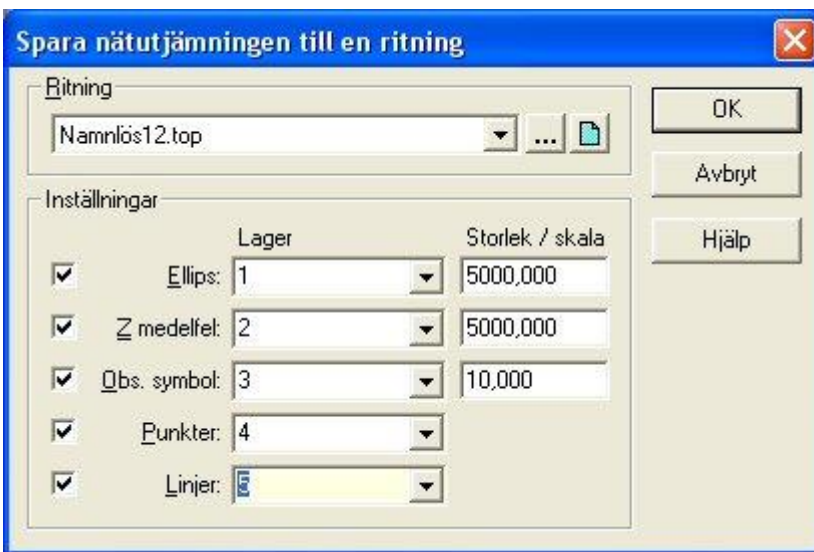 Spara nätutjämningen till en ritning
Ritning
Namnlös12.top
...
OK
Avbryt
Hjälp
Inställningar
Lager Storlek / skala
Ellips: 1 5000,000
Z medelfel: 2 5000,000
Obs. symbol: 3 10,000
Punkter: 4
Linjer: 5